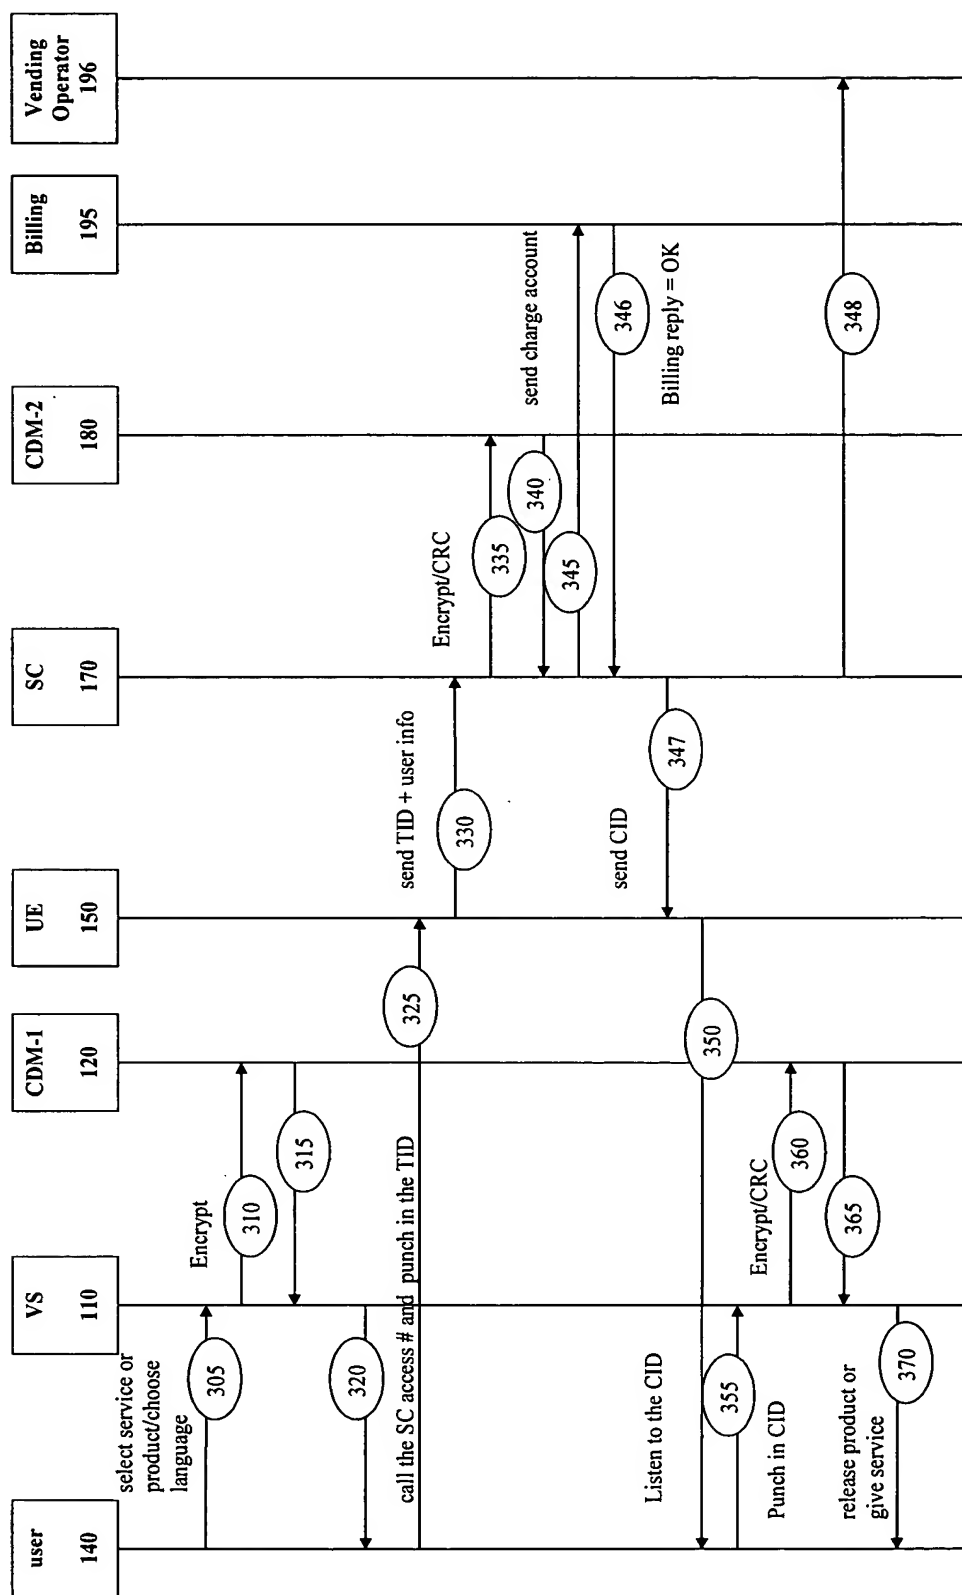 user
140
VS
110
CDM-1
120
UE
150
SC
170
CDM-2
180
Billing
195
Vending
Operator
196
select service or
product/choose
language
305
Encrypt
310
315
320
call the SC access # and punch in the TID
325
send TID + user info
330
Encrypt/CRC
335
340
send charge account
345
346
Billing reply = OK
send CID
347
Listen to the CID
350
355
Punch in CID
Encrypt/CRC
360
365
348
release product or
give service
370